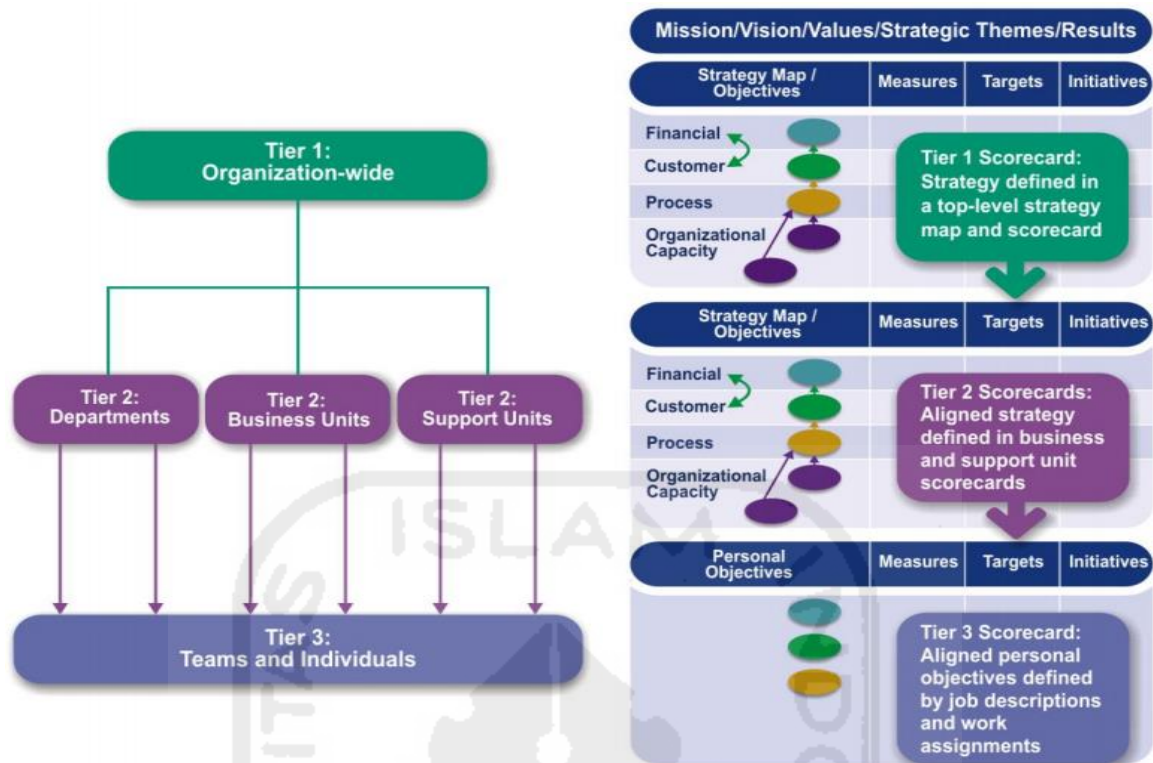 Tier 1:
Organization-wide
Tier 2:
Departments
Tier 2:
Business Units
Tier 2:
Support Units
Tier 3:
Teams and Individuals
Mission/Vision/Values/Strategic Themes/Results
Strategy Map /
Objectives
Measures
Targets
Initiatives
Financial
Customer
Process
Organizational
Capacity
Tier 1 Scorecard:
Strategy defined in
a top-level strategy
map and scorecard
Strategy Map /
Objectives
Measures
Targets
Initiatives
Financial
Customer
Process
Organizational
Capacity
Tier 2 Scorecards:
Aligned strategy
defined in business
and support unit
scorecards
Personal
Objectives
Measures
Targets
Initiatives
Tier 3 Scorecard:
Aligned personal
objectives defined
by job descriptions
and work
assignments
ISLAM
ITAS